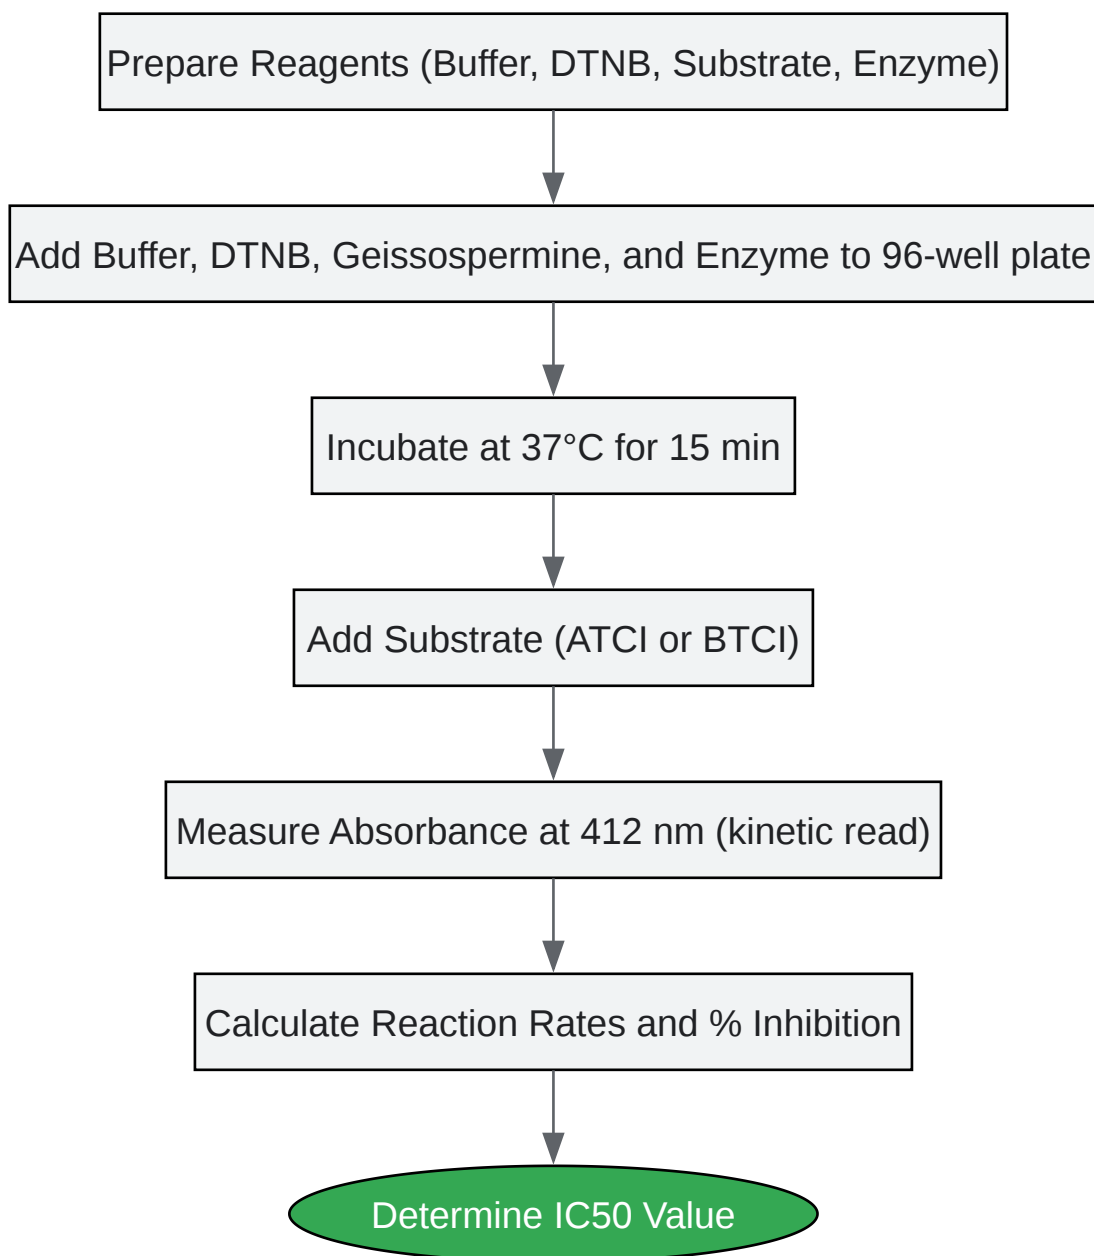 Prepare Reagents (Buffer, DTNB, Substrate, Enzyme)
Add Buffer, DTNB, Geissospermine, and Enzyme to 96-well plate
Incubate at 37°C for 15 min
Add Substrate (ATCI or BTCI)
Measure Absorbance at 412 nm (kinetic read)
Calculate Reaction Rates and % Inhibition
Determine IC50 Value